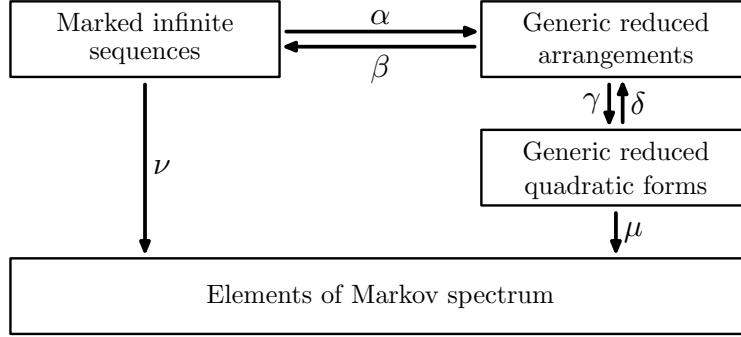 Marked infinite
sequences
α
β
Generic reduced
arrangements
γ
δ
Generic reduced
quadratic forms
ν
μ
Elements of Markov spectrum